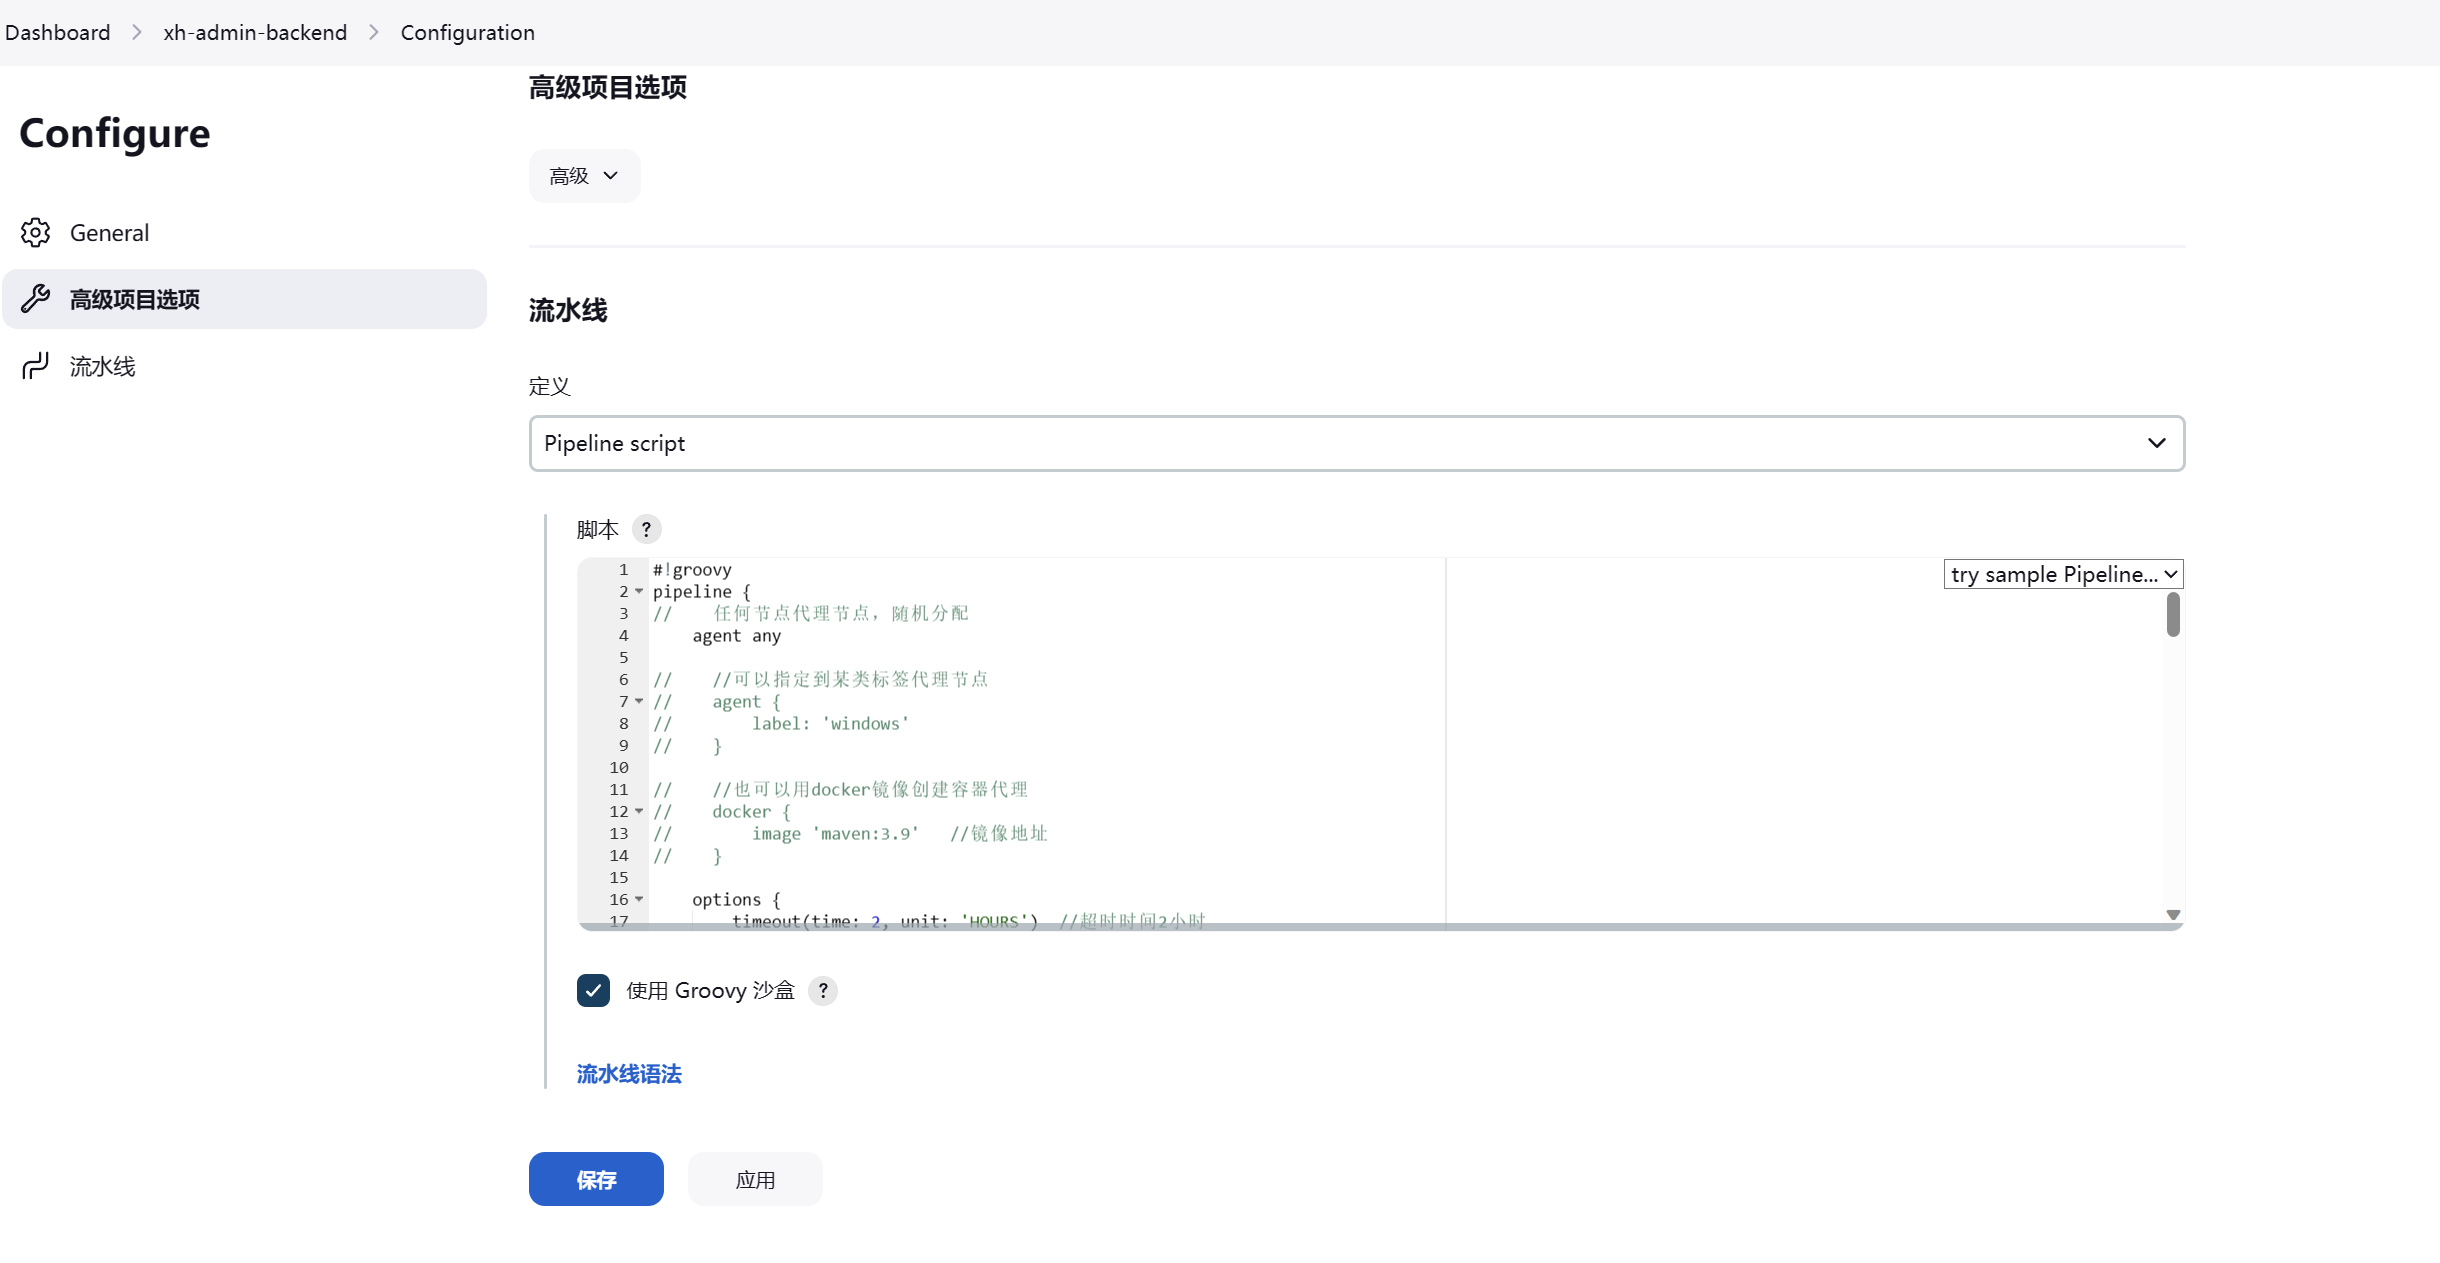 Dashboard > xh-admin-backend > Configuration
Configure
General
高级项目选项
流水线
高级项目选项
高级
流水线
定义
Pipeline script
脚本 ?
try sample Pipeline...
1 #!groovy
2 pipeline {
3 //    任何节点代理节点，随机分配
4     agent any
5
6 //    //可以指定到某类标签代理节点
7 //    agent {
8 //        label: 'windows'
9 //    }
10
11 //    //也可以用docker镜像创建容器代理
12 //    docker {
13 //        image 'maven:3.9'   //镜像地址
14 //    }
15
16     options {
17         timeout(time: 2, unit: 'HOURS')  //超时时间2小时
使用 Groovy 沙盒 ?
流水线语法
保存
应用